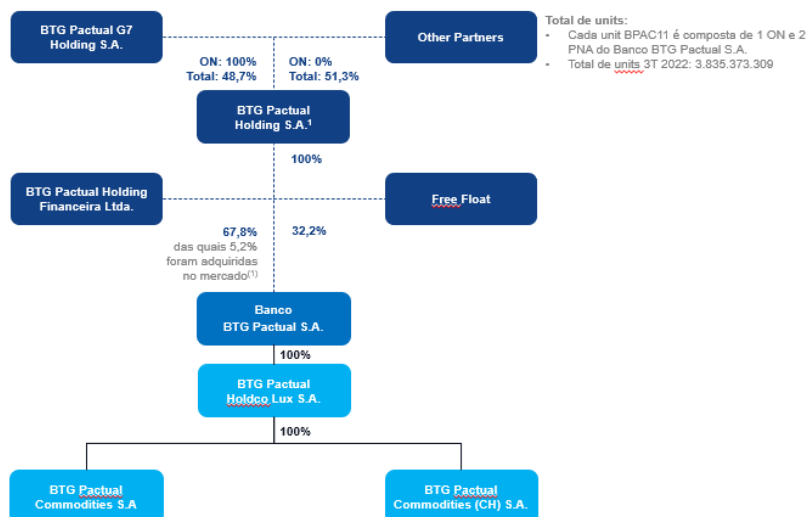 BTG Pactual G7
Holding S.A.
Other Partners
Total de units:
• Cada unit BPAC11 é composta de 1 ON e 2
PNA do Banco BTG Pactual S.A.
• Total de units 3T 2022: 3.835.373.309
ON: 100%
Total: 48,7%
ON: 0%
Total: 51,3%
BTG Pactual
Holding S.A.¹
100%
BTG Pactual Holding
Financeira Ltda.
Free Float
67,8%
das quais 5,2%
foram adquiridas
no mercado⁽¹⁾
32,2%
Banco
BTG Pactual S.A.
100%
BTG Pactual
Holdco Lux S.A.
100%
BTG Pactual
Commodities S.A
BTG Pactual
Commodities (CH) S.A.